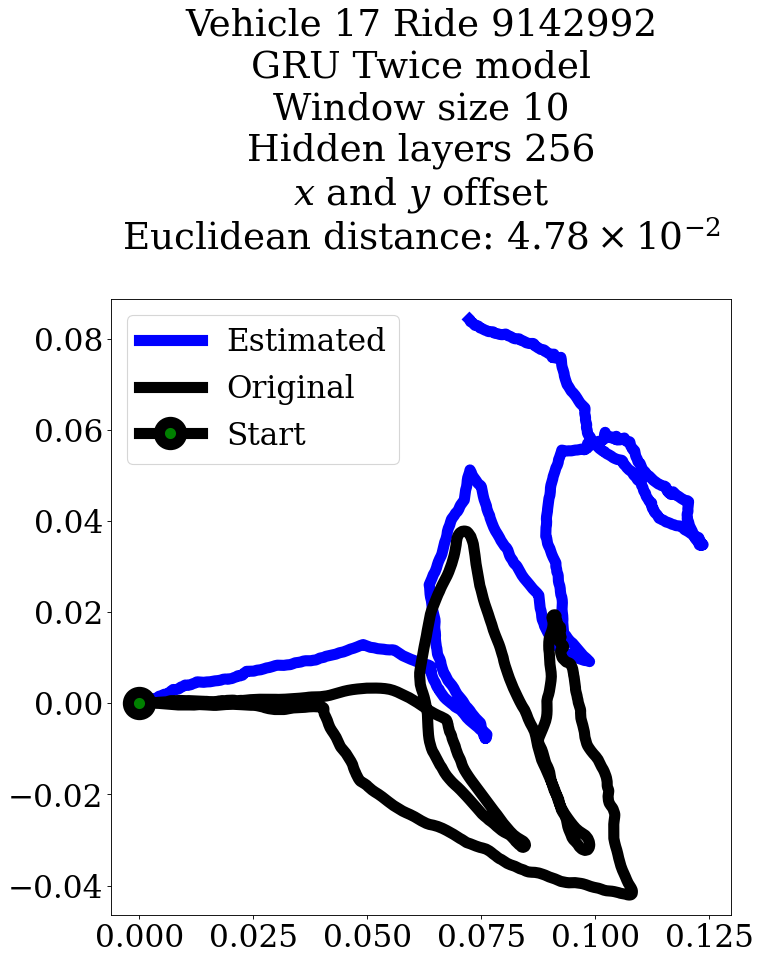 Vehicle 17 Ride 9142992
GRU Twice model
Window size 10
Hidden layers 256
x and y offset
Euclidean distance: 4.78 × 10⁻²
Estimated
Original
Start
0.08
0.06
0.04
0.02
0.00
−0.02
−0.04
0.000 0.025 0.050 0.075 0.100 0.125